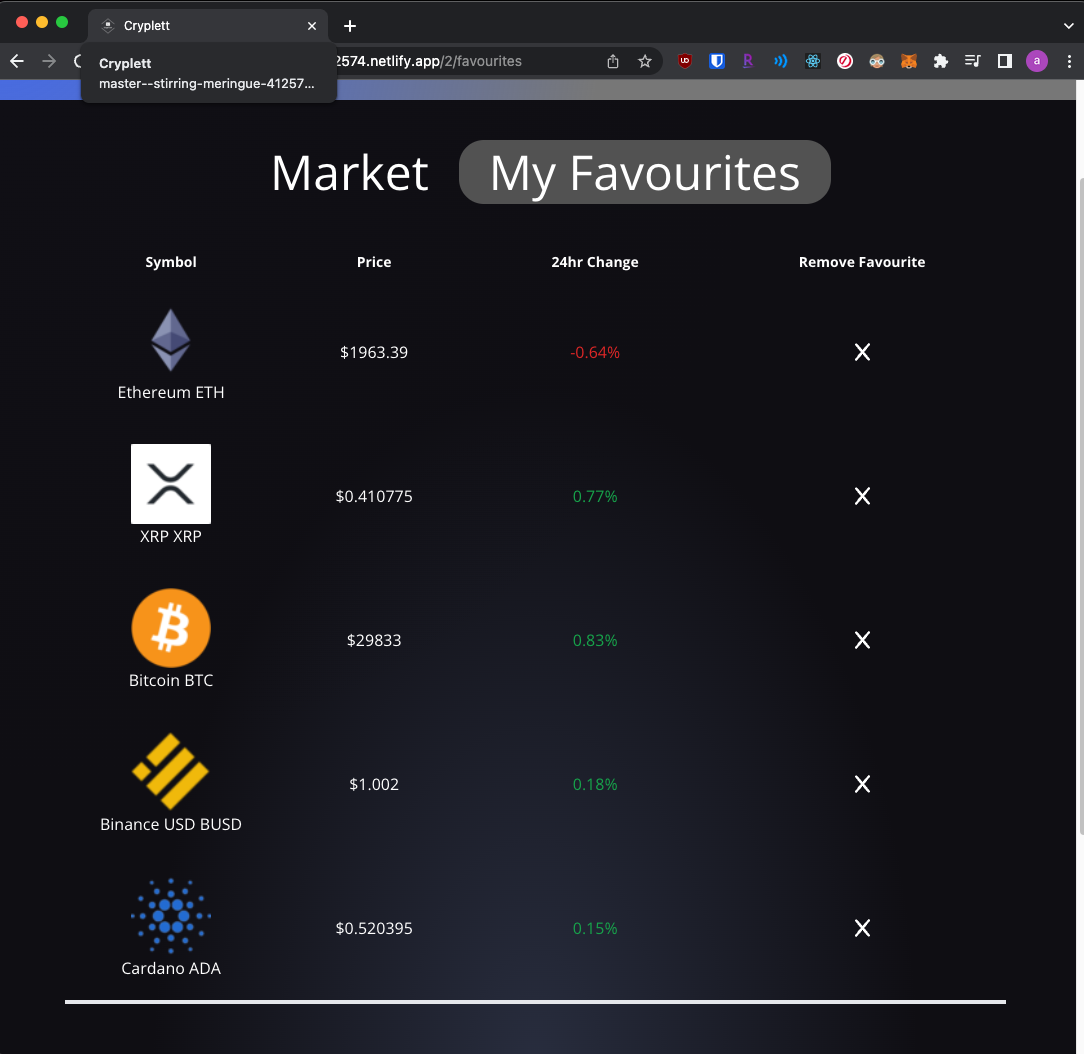 Cryplett
Cryplett
master--stirring-meringue-41257...
2574.netlify.app/2/favourites
a
Market My Favourites
Symbol Price 24hr Change Remove Favourite
$1963.39 -0.64% X
Ethereum ETH
$0.410775 0.77% X
XRP XRP
$29833 0.83% X
Bitcoin BTC
$1.002 0.18% X
Binance USD BUSD
$0.520395 0.15% X
Cardano ADA